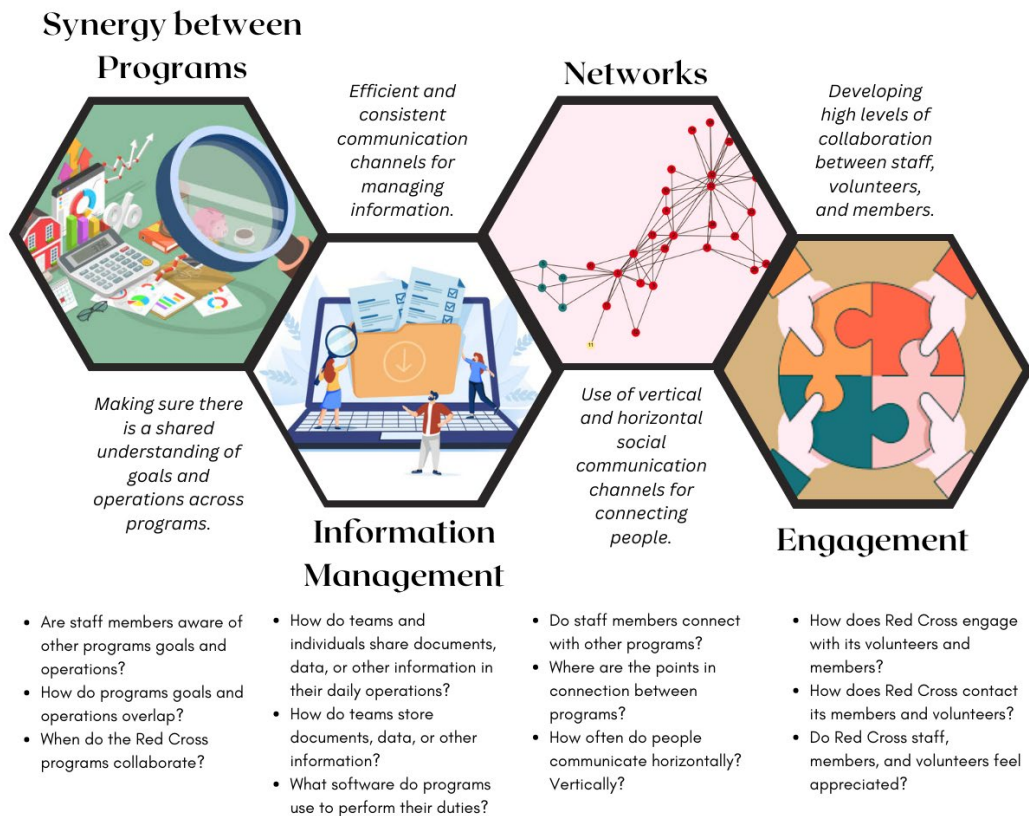 Synergy between
Programs
Efficient and
consistent
communication
channels for
managing
information.
Networks
Developing
high levels of
collaboration
between staff,
volunteers,
and members.
%
11
Making sure there
is a shared
understanding of
goals and
operations across
programs.
Information
Management
Use of vertical
and horizontal
social
communication
channels for
connecting
people.
Engagement
• Are staff members aware of
other programs goals and
operations?
• How do programs goals and
operations overlap?
• When do the Red Cross
programs collaborate?
• How do teams and
individuals share documents,
data, or other information in
their daily operations?
• How do teams store
documents, data, or other
information?
• What software do programs
use to perform their duties?
• Do staff members connect
with other programs?
• Where are the points in
connection between
programs?
• How often do people
communicate horizontally?
Vertically?
• How does Red Cross engage
with its volunteers and
members?
• How does Red Cross contact
its members and volunteers?
• Do Red Cross staff,
members, and volunteers feel
appreciated?